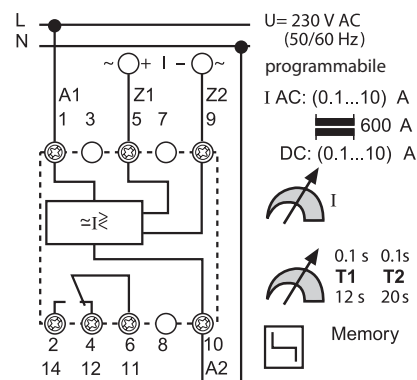 L
N
U= 230 V AC
(50/60 Hz)
~ + I − ~
programmabile
A1 Z1 Z2
1 3 5 7 9
I AC: (0.1...10) A
600 A
DC: (0.1...10) A
≃I≷
I
0.1 s 0.1s
T1 T2
12 s 20s
2 4 6 8 10
14 12 11 A2
Memory